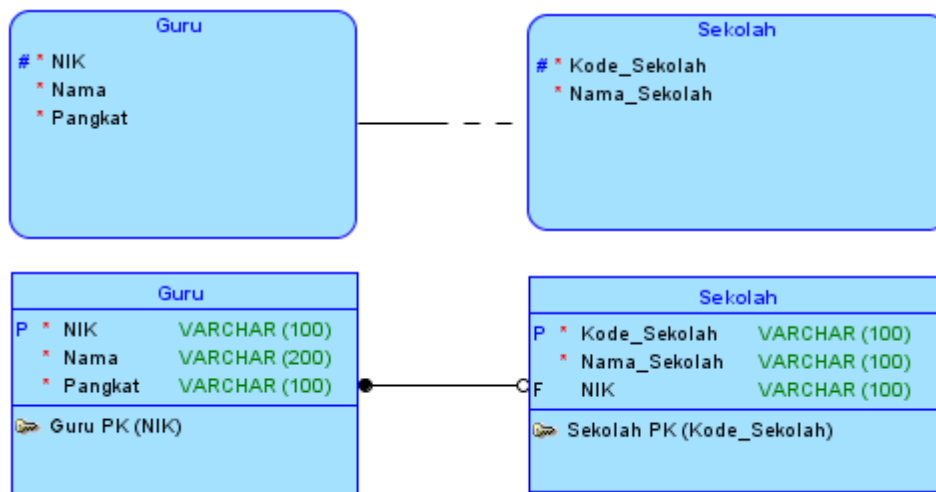 Guru
# * NIK
* Nama
* Pangkat
Sekolah
# * Kode_Sekolah
* Nama_Sekolah
Guru
P * NIK VARCHAR (100)
* Nama VARCHAR (200)
* Pangkat VARCHAR (100)
Guru PK (NIK)
Sekolah
P * Kode_Sekolah VARCHAR (100)
* Nama_Sekolah VARCHAR (100)
F NIK VARCHAR (100)
Sekolah PK (Kode_Sekolah)